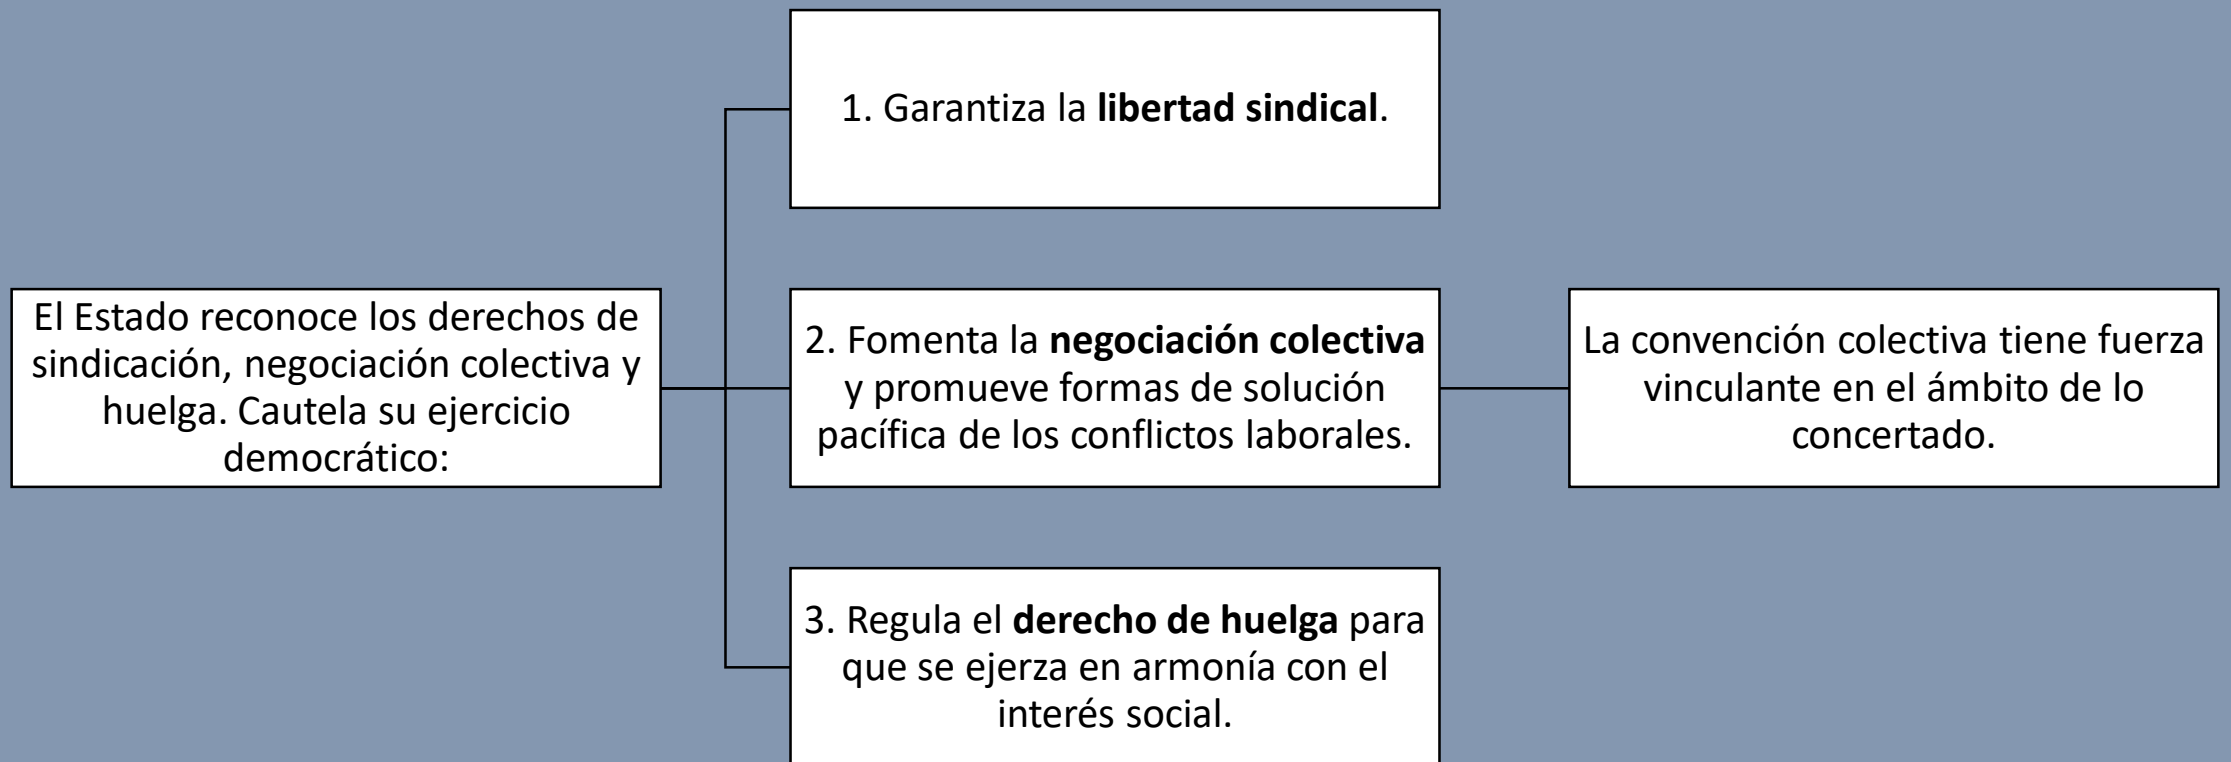 1. Garantiza la libertad sindical.
El Estado reconoce los derechos de
sindicación, negociación colectiva y
huelga. Cautela su ejercicio
democrático:
2. Fomenta la negociación colectiva
y promueve formas de solución
pacífica de los conflictos laborales.
La convención colectiva tiene fuerza
vinculante en el ámbito de lo
concertado.
3. Regula el derecho de huelga para
que se ejerza en armonía con el
interés social.